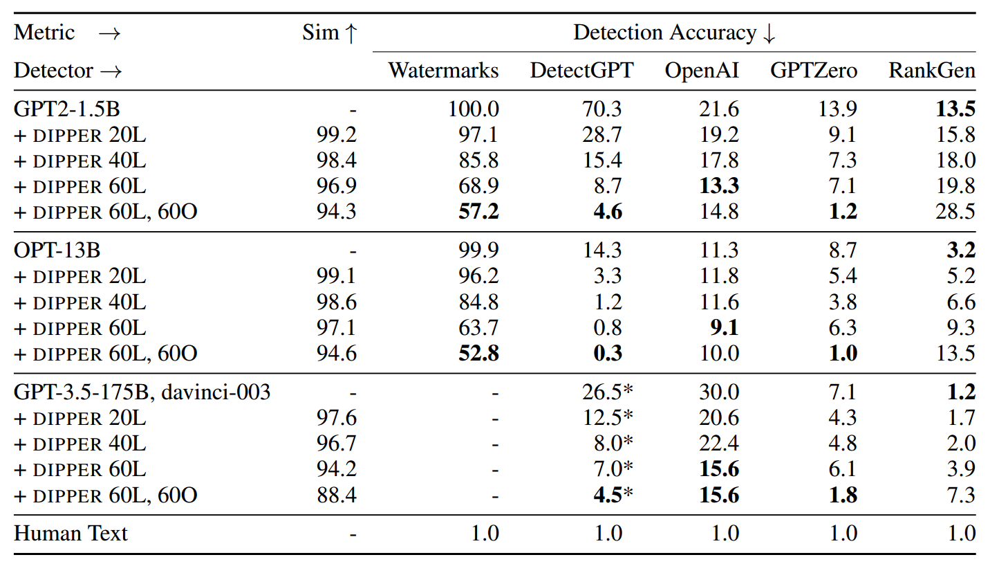 Metric → Sim ↑ Detection Accuracy ↓
Detector → Watermarks DetectGPT OpenAI GPTZero RankGen
GPT2-1.5B - 100.0 70.3 21.6 13.9 13.5
+ DIPPER 20L 99.2 97.1 28.7 19.2 9.1 15.8
+ DIPPER 40L 98.4 85.8 15.4 17.8 7.3 18.0
+ DIPPER 60L 96.9 68.9 8.7 13.3 7.1 19.8
+ DIPPER 60L, 60O 94.3 57.2 4.6 14.8 1.2 28.5
OPT-13B - 99.9 14.3 11.3 8.7 3.2
+ DIPPER 20L 99.1 96.2 3.3 11.8 5.4 5.2
+ DIPPER 40L 98.6 84.8 1.2 11.6 3.8 6.6
+ DIPPER 60L 97.1 63.7 0.8 9.1 6.3 9.3
+ DIPPER 60L, 60O 94.6 52.8 0.3 10.0 1.0 13.5
GPT-3.5-175B, davinci-003 - - 26.5* 30.0 7.1 1.2
+ DIPPER 20L 97.6 - 12.5* 20.6 4.3 1.7
+ DIPPER 40L 96.7 - 8.0* 22.4 4.8 2.0
+ DIPPER 60L 94.2 - 7.0* 15.6 6.1 3.9
+ DIPPER 60L, 60O 88.4 - 4.5* 15.6 1.8 7.3
Human Text - 1.0 1.0 1.0 1.0 1.0